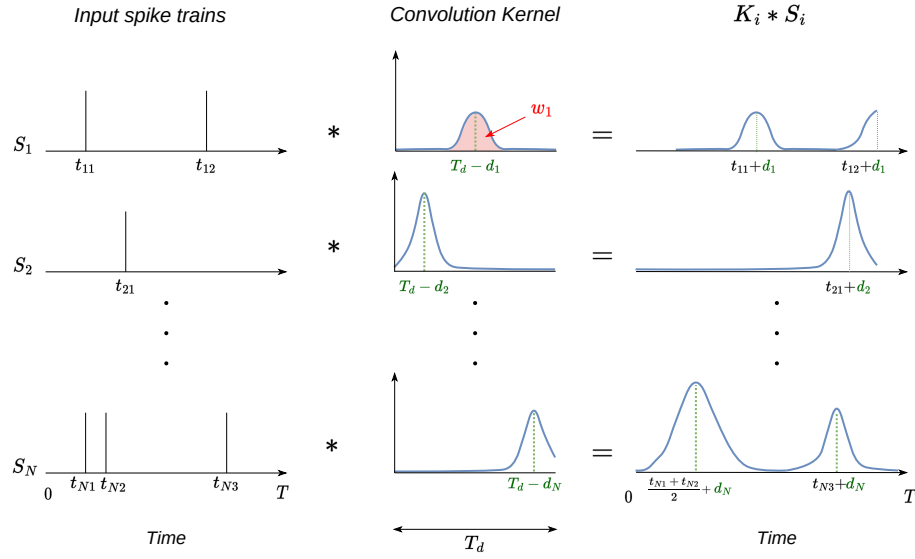 Input spike trains
Convolution Kernel
K_i * S_i
S_1
t_11
t_12
*
w_1
T_d − d_1
=
t_11+d_1
t_12+d_1
S_2
t_21
*
T_d − d_2
=
t_21+d_2
S_N
t_N1
t_N2
t_N3
0
T
*
T_d − d_N
=
0
(t_N1 + t_N2)/2 + d_N
t_N3+d_N
T
Time
T_d
Time